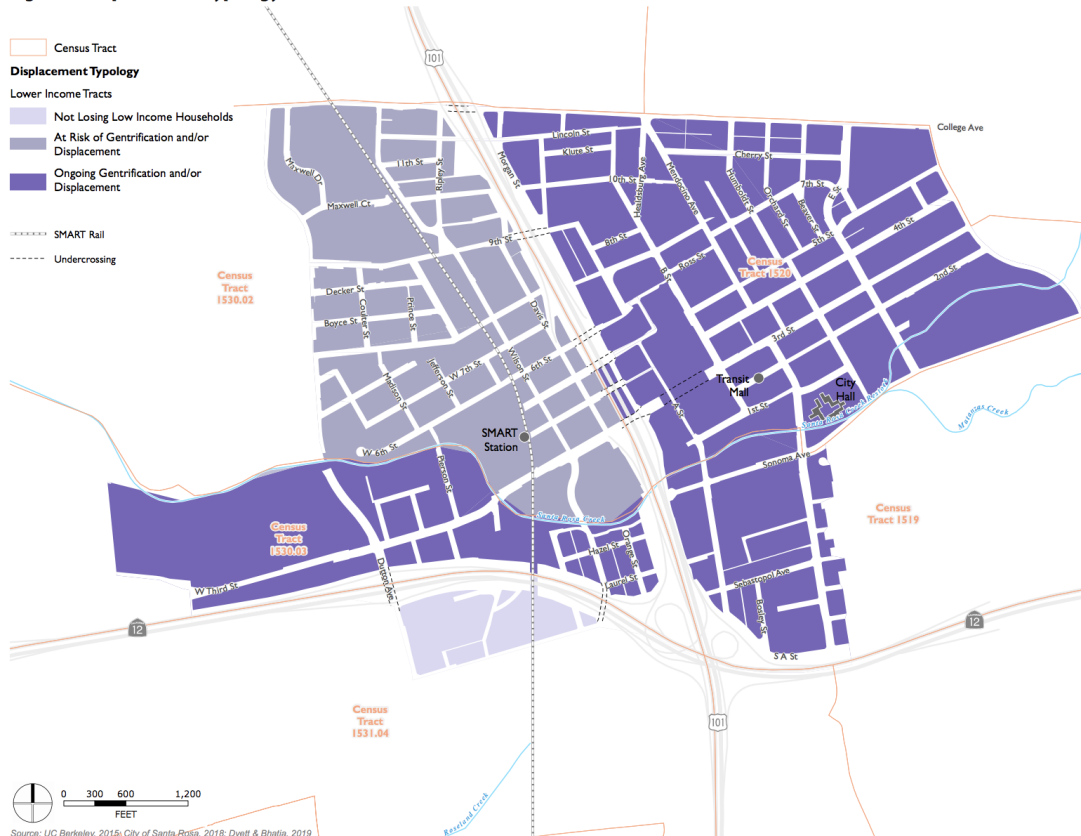 Census Tract
Displacement Typology
Lower Income Tracts
Not Losing Low Income Households
At Risk of Gentrification and/or
Displacement
Ongoing Gentrification and/or
Displacement
SMART Rail
Undercrossing
101
College Ave
Lincoln St
Klute St
Cherry St
Morgan St
11th St
Ripley St
10th St
Healdsburg Ave
Mendocino Ave
Humboldt St
Orchard St
Beaver St
7th St
E St
Maxwell Dr
Maxwell Ct
9th St
8th St
Ross St
B St
5th St
4th St
2nd St
Census
Tract 1520
Census
Tract
1530.02
Decker St
Boyce St
Coulter St
Prince St
Davis St
Wilson St
6th St
W 7th St
Jefferson St
Madison St
3rd St
Transit
Mall
City
Hall
1st St
A St
Santa Rosa Creek
Matanzas Creek
SMART
Station
W 6th St
Pierson St
Sonoma Ave
Santa Rosa Creek
Census
Tract 1519
Census
Tract
1530.03
Hazel St
Orange St
Laurel St
Sebastopol Ave
Bosley St
W Third St
Dutton Ave
12
12
S A St
Census
Tract
1531.04
101
Roseland Creek
0 300 600 1,200
FEET
Source: UC Berkeley, 2015; City of Santa Rosa, 2018; Dyett & Bhatia, 2019